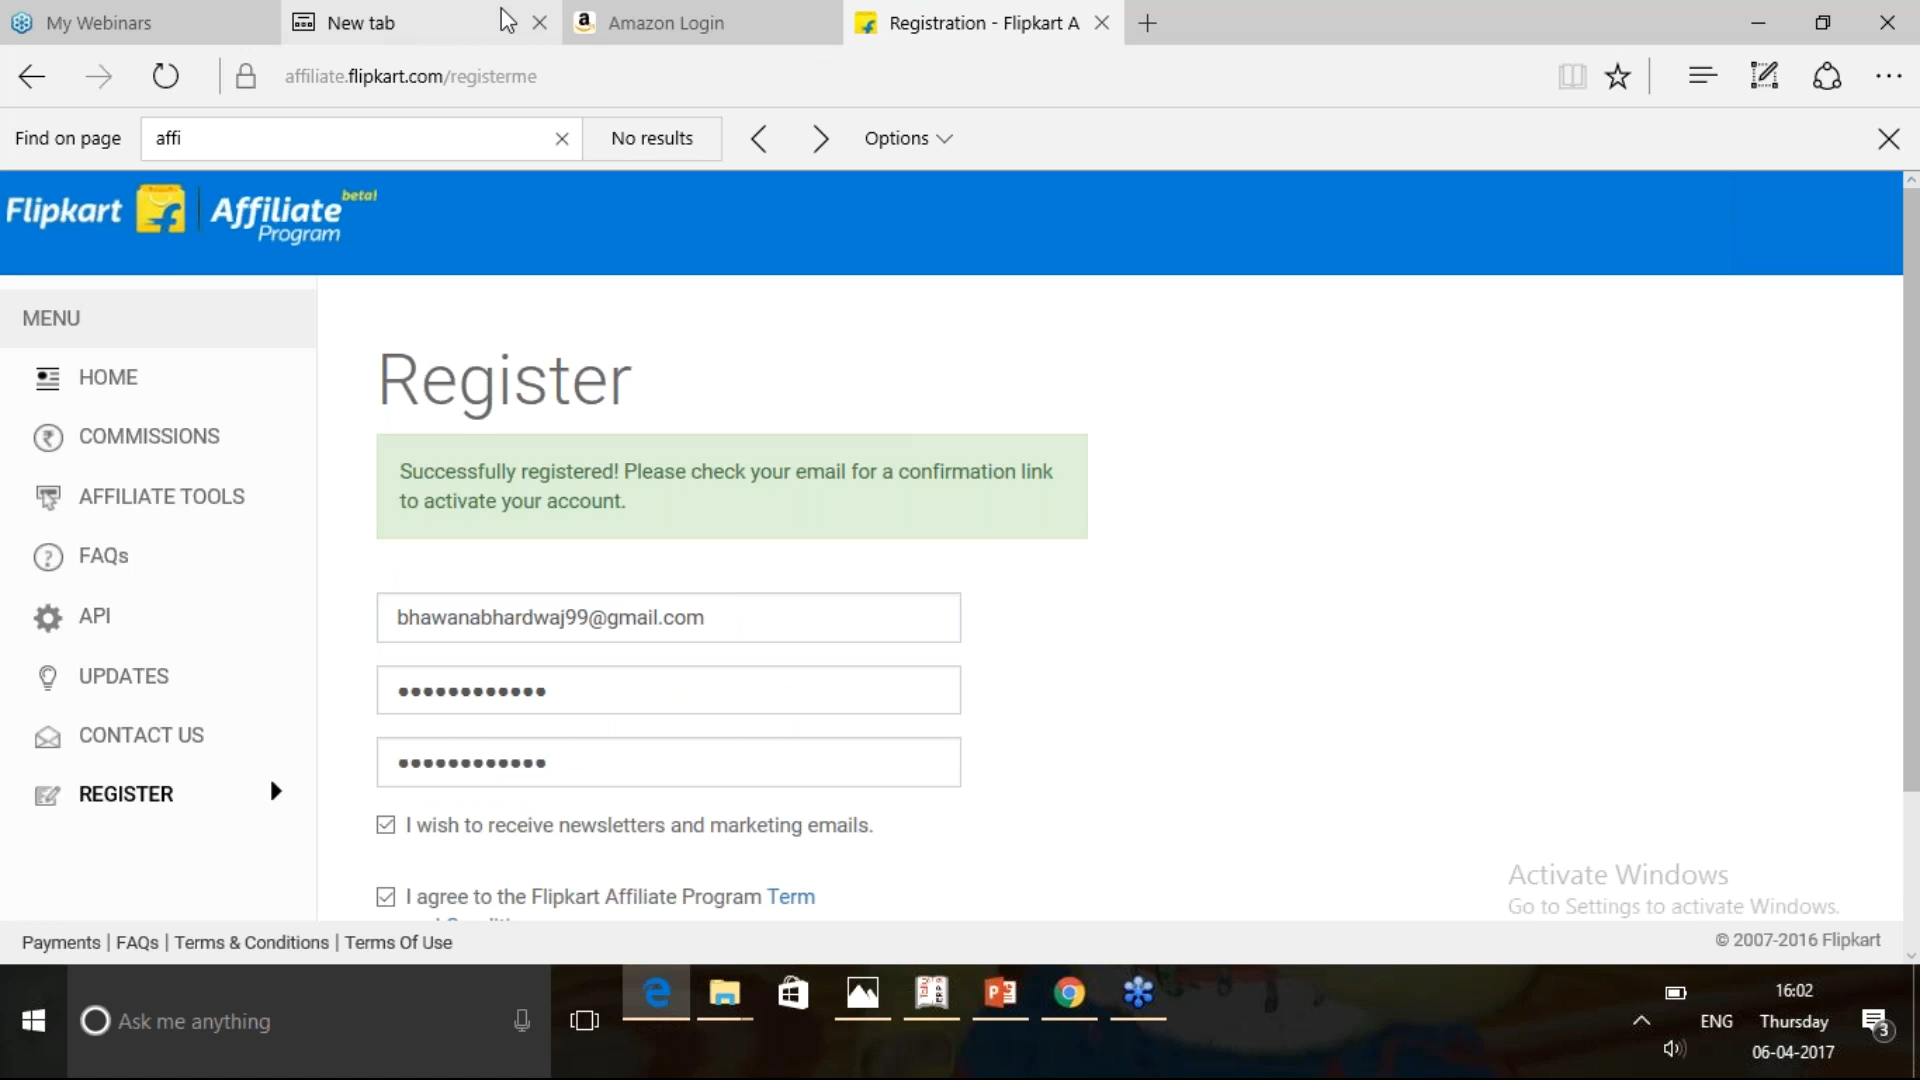 My Webinars
New tab
Amazon Login
Registration - Flipkart A
affiliate.flipkart.com/registerme
Find on page
affi
No results
Options
Flipkart
Affiliate beta!
Program
MENU
HOME
COMMISSIONS
AFFILIATE TOOLS
FAQs
API
UPDATES
CONTACT US
REGISTER
Register
Successfully registered! Please check your email for a confirmation link
to activate your account.
bhawanabhardwaj99@gmail.com
••••••••••••
••••••••••••
I wish to receive newsletters and marketing emails.
I agree to the Flipkart Affiliate Program Term
Activate Windows
Go to Settings to activate Windows.
Payments | FAQs | Terms & Conditions | Terms Of Use
© 2007-2016 Flipkart
Ask me anything
16:02
ENG
Thursday
3
06-04-2017